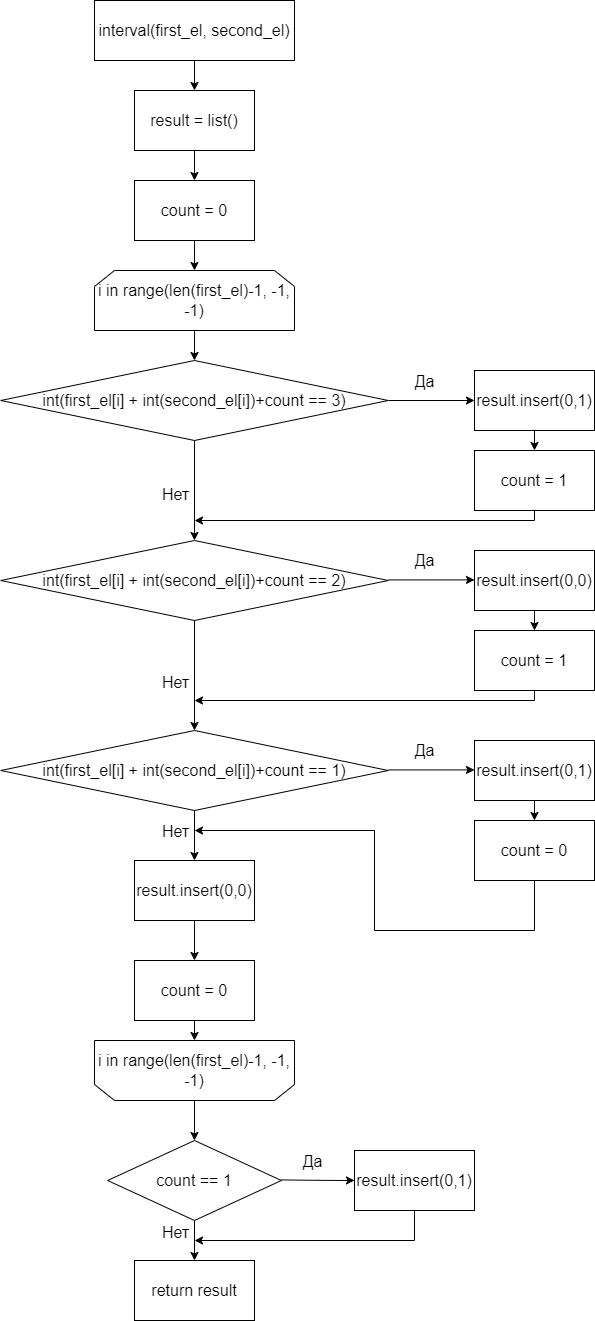 interval(first_el, second_el)
result = list()
count = 0
i in range(len(first_el)-1, -1,
-1)
int(first_el[i] + int(second_el[i])+count == 3)
Да
result.insert(0,1)
count = 1
Нет
int(first_el[i] + int(second_el[i])+count == 2)
Да
result.insert(0,0)
count = 1
Нет
int(first_el[i] + int(second_el[i])+count == 1)
Да
result.insert(0,1)
count = 0
Нет
result.insert(0,0)
count = 0
i in range(len(first_el)-1, -1,
-1)
count == 1
Да
result.insert(0,1)
Нет
return result